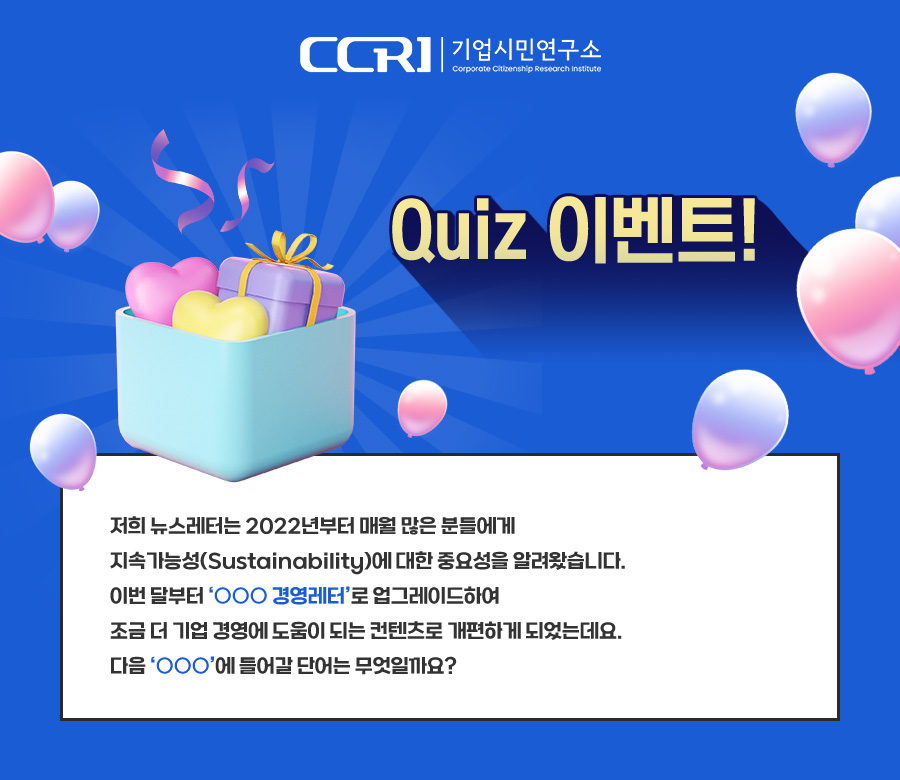 CCRI 기업시민연구소
Corporate Citizenship Research Institute
Quiz 이벤트!
저희 뉴스레터는 2022년부터 매월 많은 분들에게
지속가능성(Sustainability)에 대한 중요성을 알려왔습니다.
이번 달부터 ‘○○○ 경영레터’로 업그레이드하여
조금 더 기업 경영에 도움이 되는 컨텐츠로 개편하게 되었는데요.
다음 ‘○○○’에 들어갈 단어는 무엇일까요?